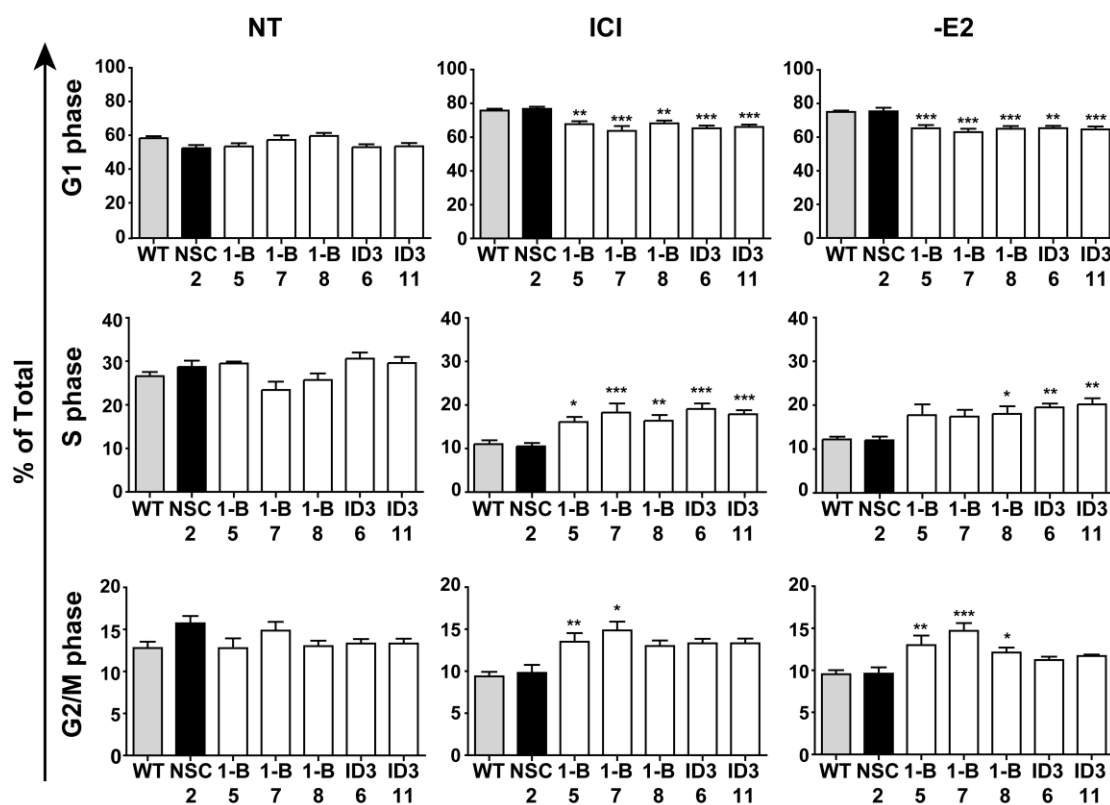 NT ICI -E2
% of Total
G1 phase
100
80
60
40
20
0
WT NSC 1-B 1-B 1-B ID3 ID3
2 5 7 8 6 11
100
80
60
40
20
0
** *** ** *** ***
WT NSC 1-B 1-B 1-B ID3 ID3
2 5 7 8 6 11
100
80
60
40
20
0
*** *** *** ** ***
WT NSC 1-B 1-B 1-B ID3 ID3
2 5 7 8 6 11
S phase
40
30
20
10
0
WT NSC 1-B 1-B 1-B ID3 ID3
2 5 7 8 6 11
40
30
20
10
0
* *** ** *** ***
WT NSC 1-B 1-B 1-B ID3 ID3
2 5 7 8 6 11
40
30
20
10
0
* ** **
WT NSC 1-B 1-B 1-B ID3 ID3
2 5 7 8 6 11
G2/M phase
20
15
10
5
0
WT NSC 1-B 1-B 1-B ID3 ID3
2 5 7 8 6 11
20
15
10
5
0
** *
WT NSC 1-B 1-B 1-B ID3 ID3
2 5 7 8 6 11
20
15
10
5
0
** *** *
WT NSC 1-B 1-B 1-B ID3 ID3
2 5 7 8 6 11